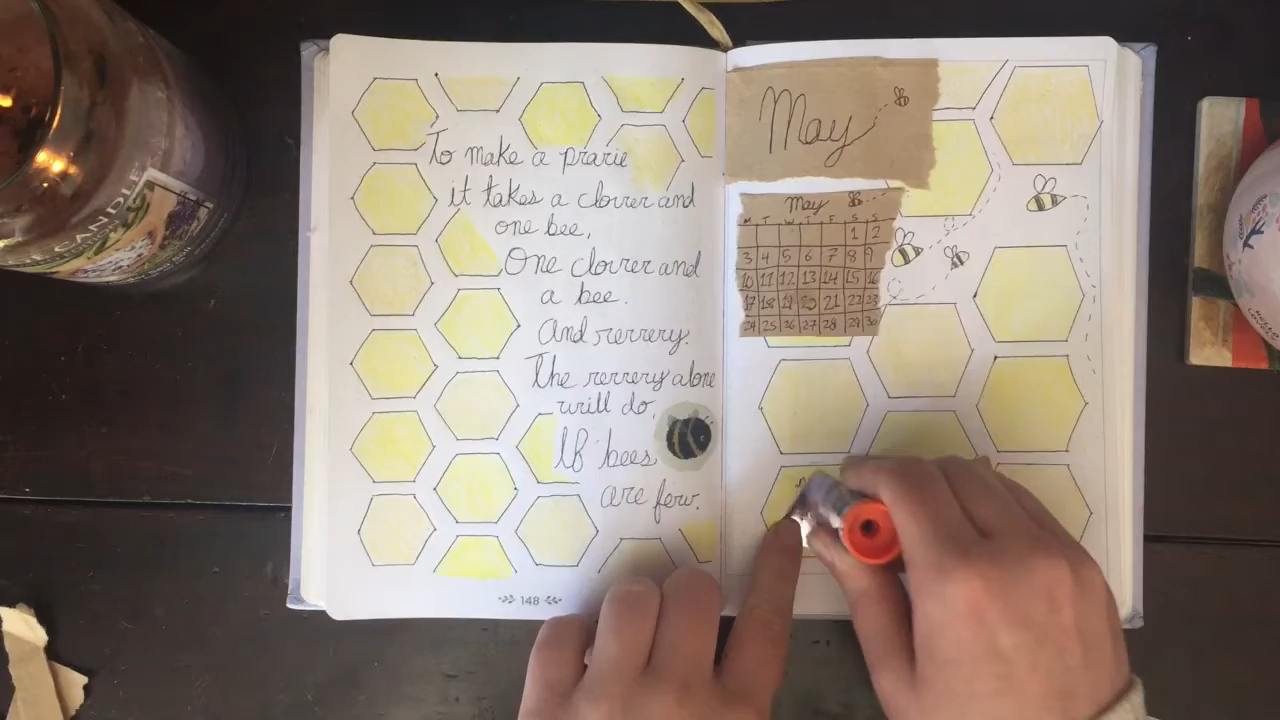 To make a prarie
it takes a clover and
one bee,
One clover and
a bee.
And revery.
The revery alone
will do,
If bees
are few.
148
May
May
M T W T F S S
1 2
3 4 5 6 7 8 9
10 11 12 13 14 15 16
17 18 19 20 21 22 23
24 25 26 27 28 29 30
CANDLE